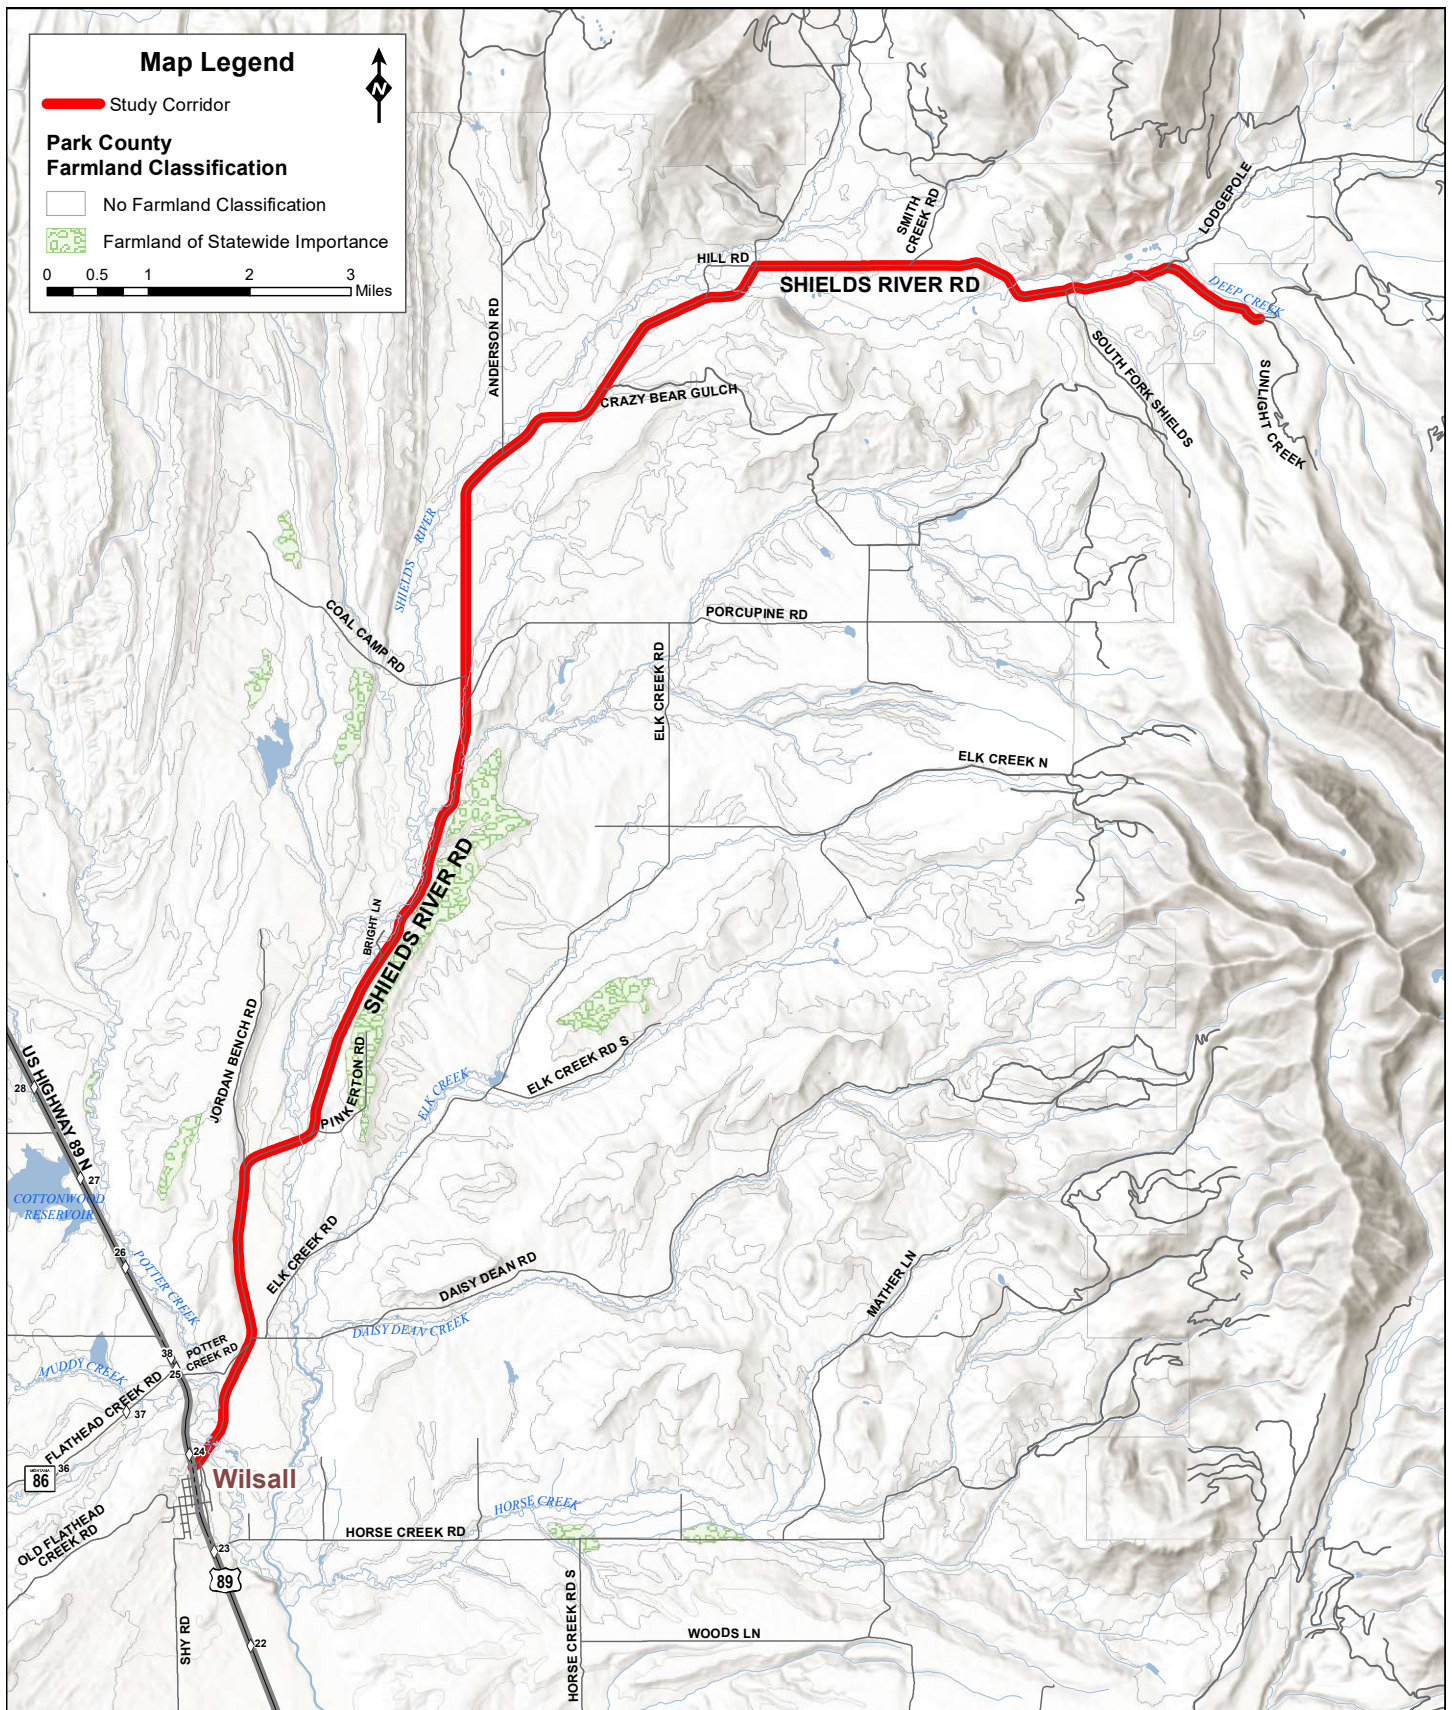 Map Legend
N
Study Corridor
Park County
Farmland Classification
No Farmland Classification
Farmland of Statewide Importance
0 0.5 1 2 3
Miles
LODGEPOLE
SMITH
CREEK RD
HILL RD
SHIELDS RIVER RD
DEEP CREEK
ANDERSON RD
SOUTH FORK SHIELDS
SUNLIGHT CREEK
CRAZY BEAR GULCH
SHIELDS RIVER
COAL CAMP RD
PORCUPINE RD
ELK CREEK RD
ELK CREEK N
SHIELDS RIVER RD
BRIGHT LN
JORDAN BENCH RD
US HIGHWAY 89 N
28
PINKERTON RD
ELK CREEK
ELK CREEK RD S
27
COTTONWOOD
RESERVOIR
26
POTTER CREEK
ELK CREEK RD
DAISY DEAN RD
MATHER LN
DAISY DEAN CREEK
38
POTTER
CREEK RD
25
MUDDY CREEK
FLATHEAD CREEK RD
37
24
MONTANA
86
36
Wilsall
HORSE CREEK
OLD FLATHEAD
CREEK RD
HORSE CREEK RD
23
89
HORSE CREEK RD S
SHY RD
22
WOODS LN